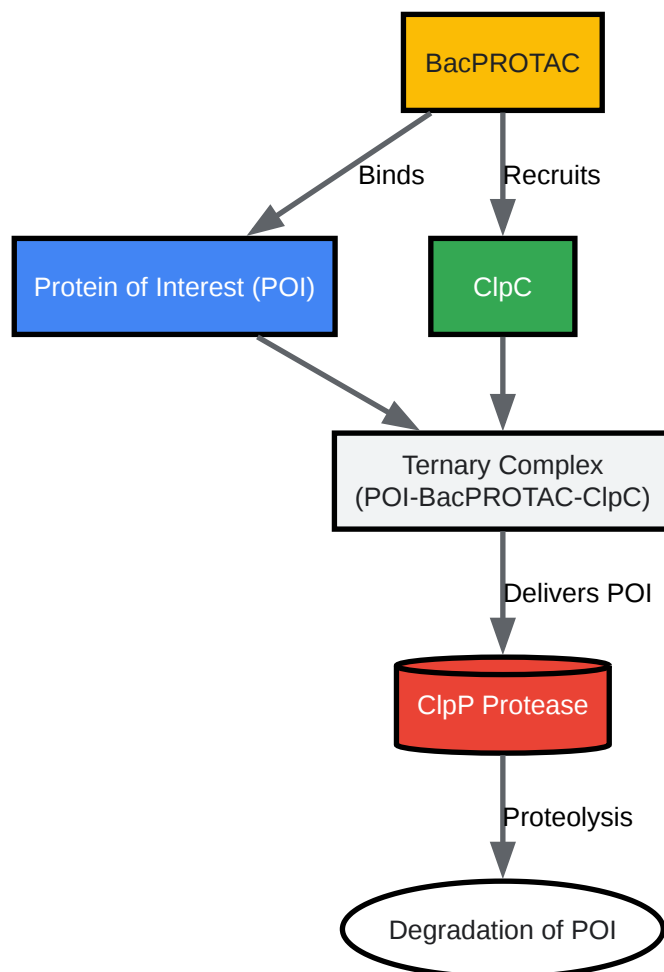 BacPROTAC
Binds
Recruits
Protein of Interest (POI)
ClpC
Ternary Complex
(POI-BacPROTAC-ClpC)
Delivers POI
ClpP Protease
Proteolysis
Degradation of POI